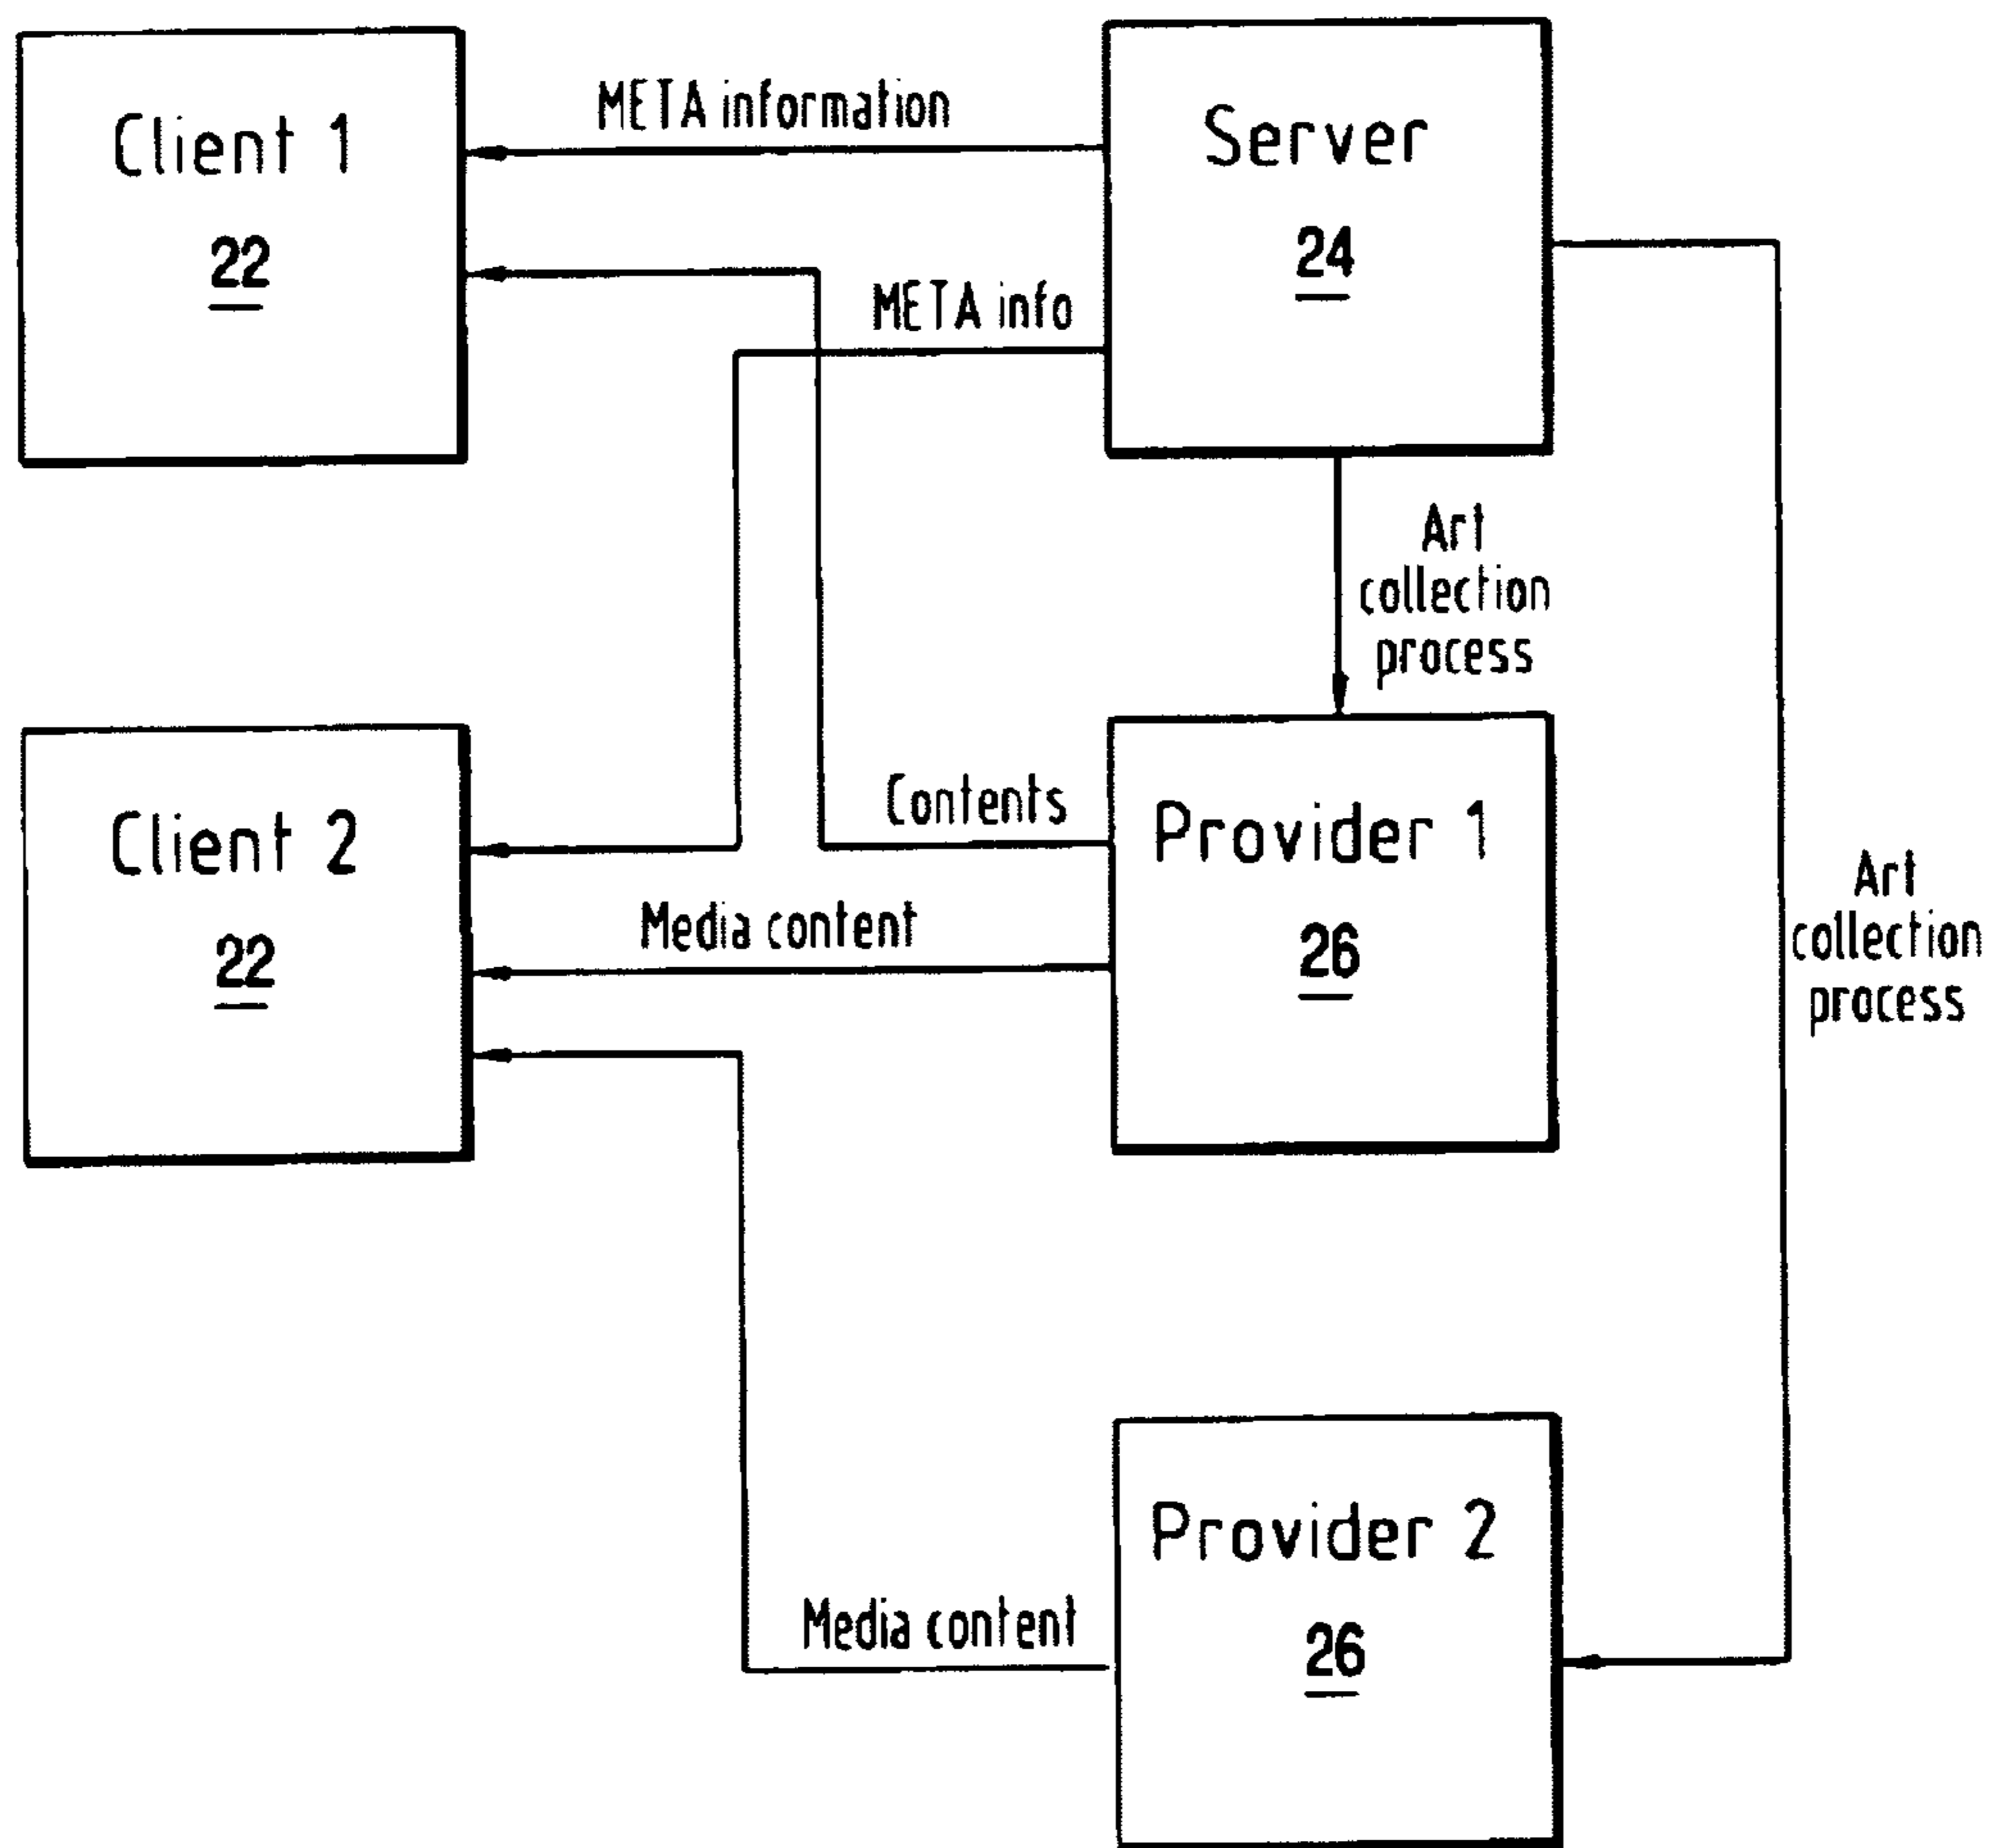 Client 1
22
META information
Server
24
META info
Art
collection
process
Client 2
22
Contents
Media content
Provider 1
26
Art
collection
process
Provider 2
26
Media content